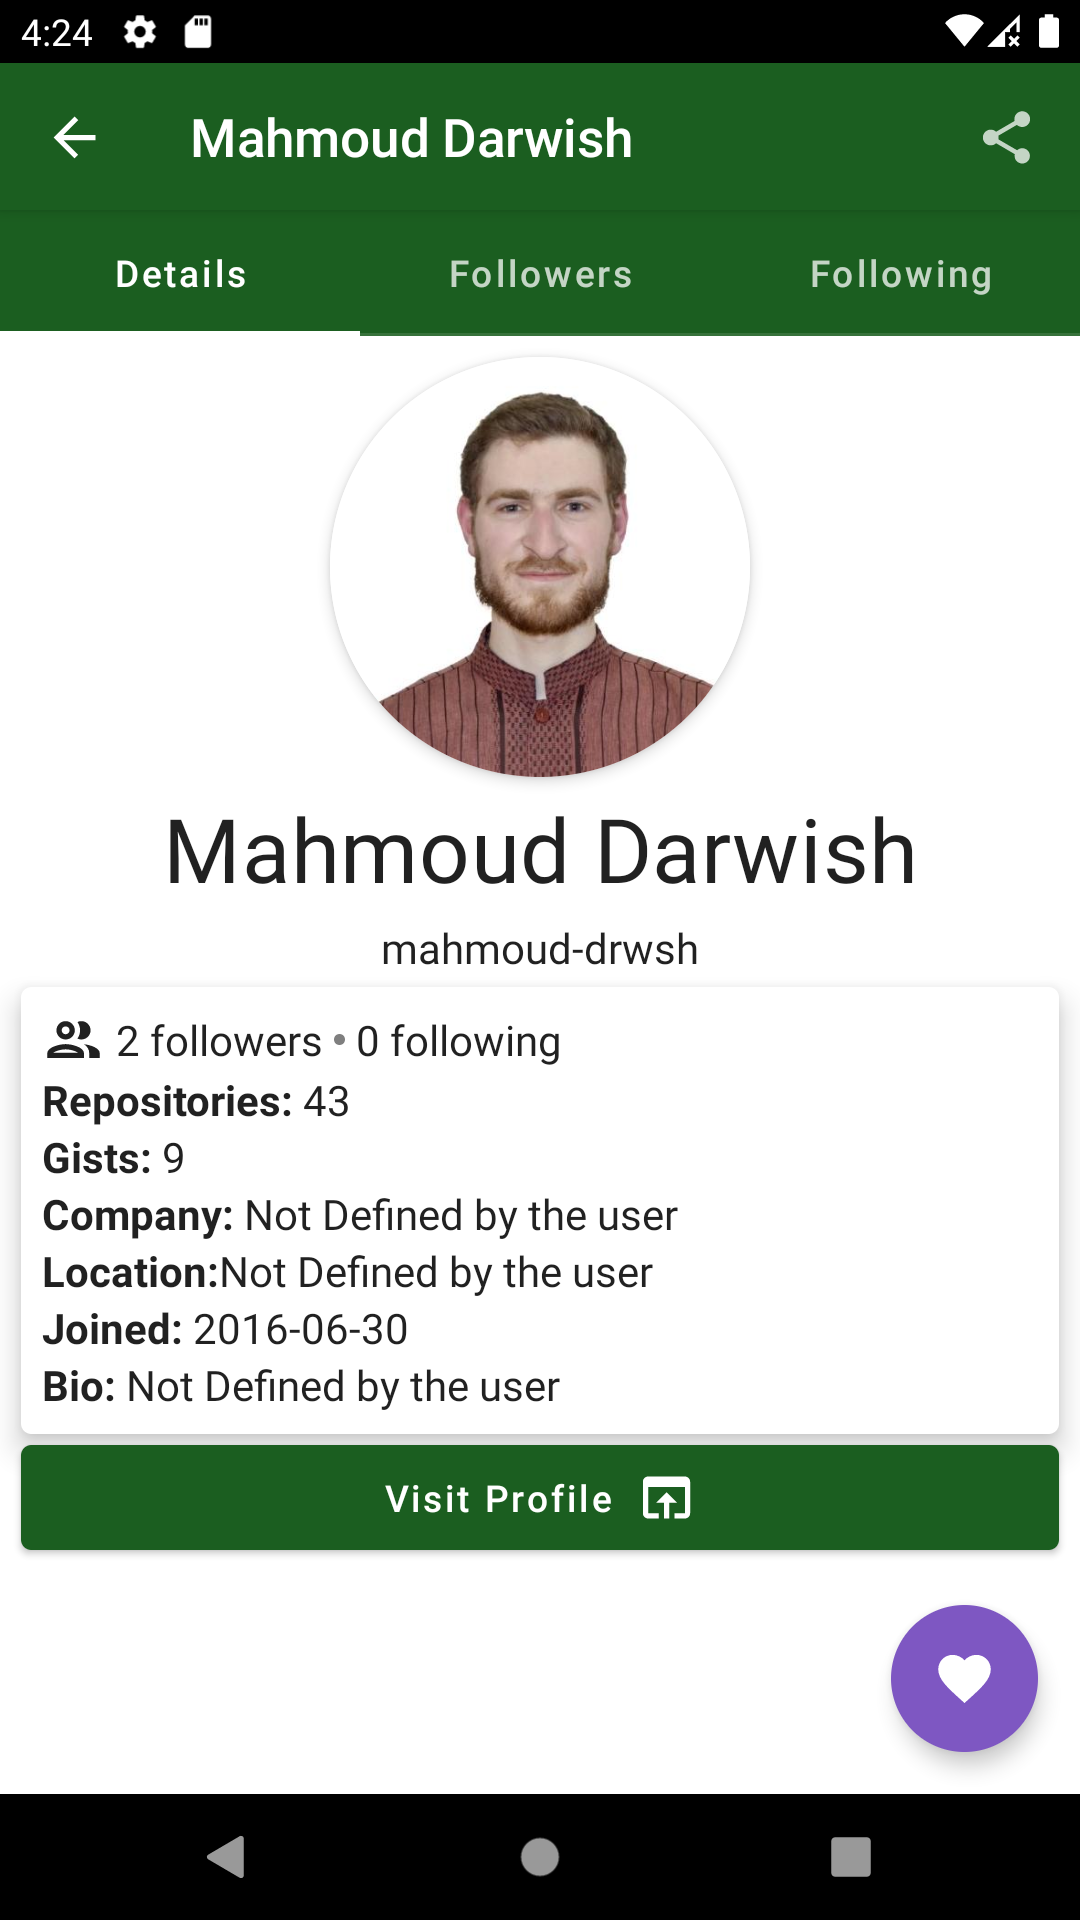 4:24
Mahmoud Darwish
Details Followers Following
Mahmoud Darwish
mahmoud-drwsh
2 followers • 0 following
Repositories: 43
Gists: 9
Company: Not Defined by the user
Location:Not Defined by the user
Joined: 2016-06-30
Bio: Not Defined by the user
Visit Profile